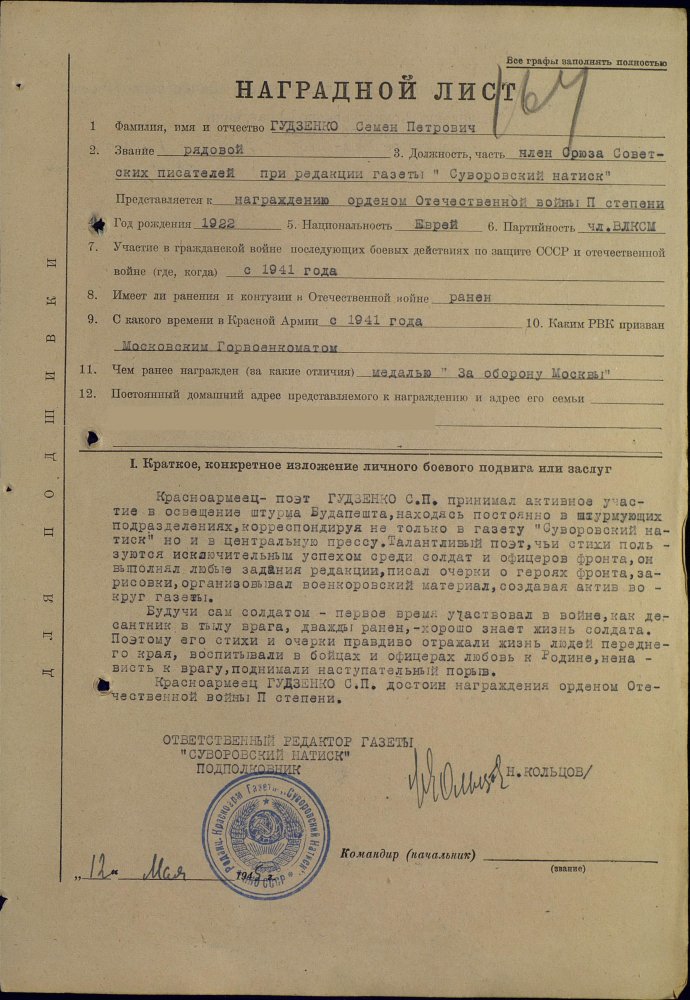 Все графы заполнять полностью
167
НАГРАДНОЙ ЛИСТ
1 Фамилия, имя и отчество ГУДЗЕНКО Семен Петрович
2. Звание рядовой 3. Должность, часть член Союза Совет-
ских писателей при редакции газеты " Суворовский натиск"
Представляется к награждению орденом Отечественной войны П степени
4. Год рождения 1922 5. Национальность Еврей 6. Партийность чл.ВЛКСМ
7. Участие в гражданской войне последующих боевых действиях по защите СССР и отечественной
войне (где, когда) с 1941 года
8. Имеет ли ранения и контузии в Отечественной войне ранен
9. С какого времени в Красной Армии с 1941 года 10. Каким РВК призван
Московским Горвоенкоматом
11. Чем ранее награжден (за какие отличия) медалью " За оборону Москвы"
12. Постоянный домашний адрес представляемого к награждению и адрес его семьи
ДЛЯ ПОДШИВКИ
I. Краткое, конкретное изложение личного боевого подвига или заслуг
Красноармеец- поэт ГУДЗЕНКО С.П. принимал активное учас-
тие в освещение штурма Будапешта,находясь постоянно в штурмующих
подразделениях,корреспондируя не только в газету "Суворовский на-
тиск" но и в центральную прессу.Талантливый поэт,чьи стихи поль -
зуются исключительным успехом среди солдат и офицеров фронта,он
выполнял любые задания редакции,писал очерки о героях фронта,за-
рисовки,организовывал военкоровский материал,создавая актив во -
круг газеты.
Будучи сам солдатом - первое время участвовал в войне,как де-
сантник в тылу врага, дважды ранен,-хорошо знает жизнь солдата.
Поэтому его стихи и очерки правдиво отражали жизнь людей передне-
го края, воспитывали в бойцах и офицерах любовь к Родине,нена -
висть к врагу,поднимали наступательный порыв.
Красноармеец ГУДЗЕНКО С.П. достоин награждения орденом Оте-
чественной войны П степени.
ОТВЕТСТВЕННЫЙ РЕДАКТОР ГАЗЕТЫ
"СУВОРОВСКИЙ НАТИСК"
ПОДПОЛКОВНИК
Н.КОЛЬЦОВ/
Редакц. Красноарм Газеты „Суворовский Натиск"
НКО СССР
Командир (начальник)
(звание)
„12" Мая 1945 г.